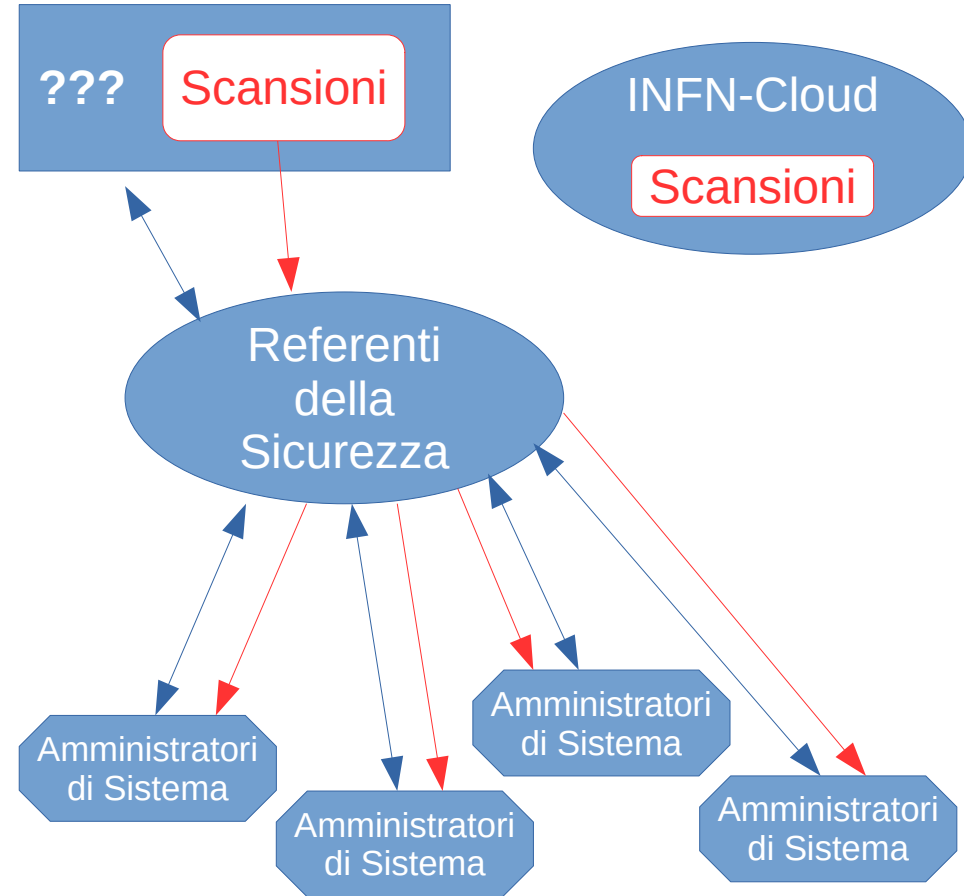 ??? Scansioni
INFN-Cloud
Scansioni
Referenti
della
Sicurezza
Amministratori
di Sistema
Amministratori
di Sistema
Amministratori
di Sistema
Amministratori
di Sistema